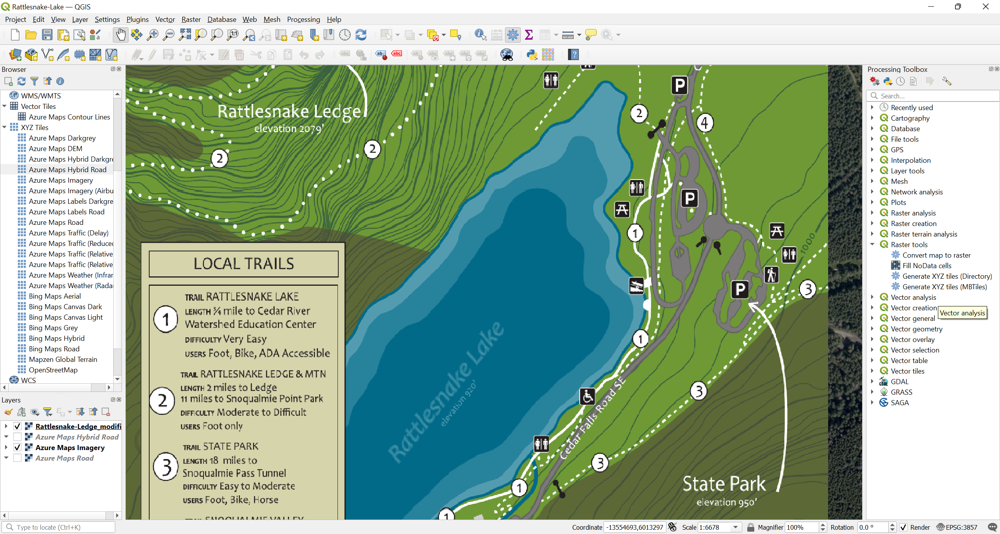 Rattlesnake-Lake — QGIS
Project Edit View Layer Settings Plugins Vector Raster Database Web Mesh Processing Help
Browser
WMS/WMTS
Vector Tiles
Azure Maps Contour Lines
XYZ Tiles
Azure Maps Darkgrey
Azure Maps DEM
Azure Maps Hybrid Darkgre
Azure Maps Hybrid Road
Azure Maps Imagery
Azure Maps Imagery (Airbu
Azure Maps Labels Darkgre
Azure Maps Labels Road
Azure Maps Road
Azure Maps Traffic (Delay)
Azure Maps Traffic (Reduced
Azure Maps Traffic (Relative
Azure Maps Traffic (Relative
Azure Maps Weather (Infrar
Azure Maps Weather (Radar
Bing Maps Aerial
Bing Maps Canvas Dark
Bing Maps Canvas Light
Bing Maps Grey
Bing Maps Hybrid
Bing Maps Road
Mapzen Global Terrain
OpenStreetMap
WCS
Layers
Rattlesnake-Ledge_modifi
Azure Maps Hybrid Road
Azure Maps Imagery
Azure Maps Road
Rattlesnake Ledge
elevation 2079'
2
2
2
4
P
P
P
1
1
1
1
3
3
3
1000
Rattlesnake Lake
elevation 920'
Cedar Falls Road SE
State Park
elevation 950'
LOCAL TRAILS
1
TRAIL RATTLESNAKE LAKE
LENGTH ¾ mile to Cedar River
Watershed Education Center
DIFFICULTY Very Easy
USERS Foot, Bike, ADA Accessible
2
TRAIL RATTLESNAKE LEDGE & MTN
LENGTH 2 miles to Ledge
11 miles to Snoqualmie Point Park
DIFFICULTY Moderate to Difficult
USERS Foot only
3
TRAIL STATE PARK
LENGTH 18 miles to
Snoqualmie Pass Tunnel
DIFFICULTY Easy to Moderate
USERS Foot, Bike, Horse
TRAIL SNOQUALMIE VALLEY
Processing Toolbox
Search...
Recently used
Cartography
Database
File tools
GPS
Interpolation
Layer tools
Mesh
Network analysis
Plots
Raster analysis
Raster creation
Raster terrain analysis
Raster tools
Convert map to raster
Fill NoData cells
Generate XYZ tiles (Directory)
Generate XYZ tiles (MBTiles)
Vector analysis
Vector creation
Vector analysis
Vector general
Vector geometry
Vector overlay
Vector selection
Vector table
Vector tiles
GDAL
GRASS
SAGA
Type to locate (Ctrl+K)
Coordinate -13554693,6013297 Scale 1:6678 Magnifier 100% Rotation 0.0 ° Render EPSG:3857